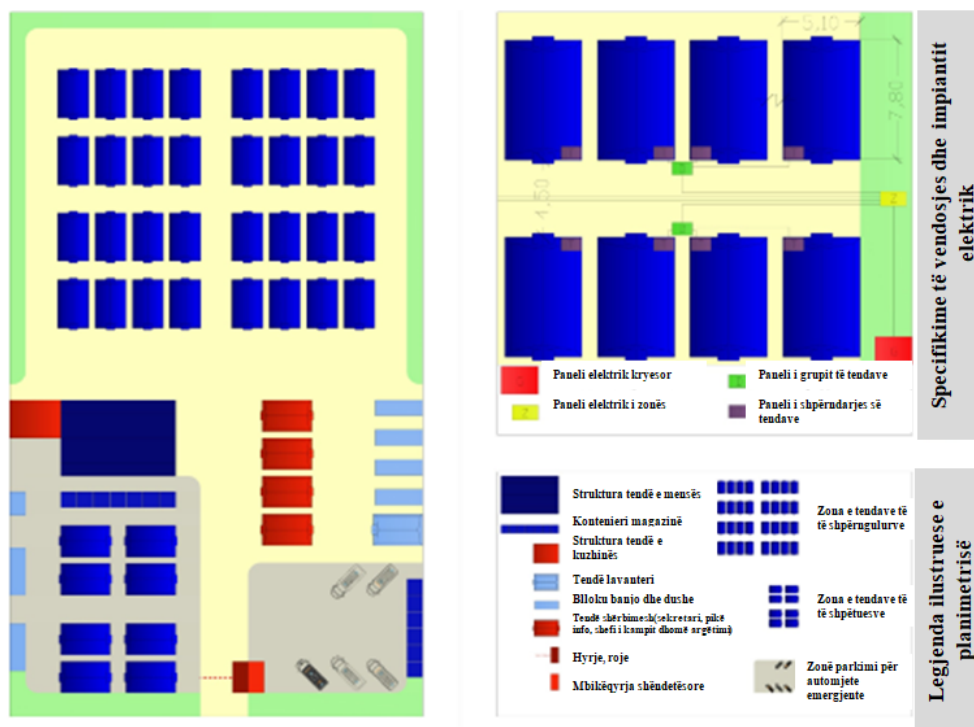 5.10
7,80
Z
Paneli elektrik kryesor
Paneli i grupit të tendave
Z
Paneli elektrik i zonës
Paneli i shpërndarjes së
tendave
Specifikime të vendosjes dhe impiantit
elektrik
Struktura tendë e mensës
Kontenieri magazinë
Struktura tendë e
kuzhinës
Tendë lavanteri
Blloku banjo dhe dushe
Tendë shërbimesh(sekretari, pikë
info, shefi i kampit dhomë argëtimi)
Hyrje, roje
Mbikëqyrja shëndetësore
Zona e tendave të
të shpërngulurve
Zona e tendave të
të shpëtuesve
Zonë parkimi për
automjete
emergjente
Legjenda ilustruese e
planimetrisë